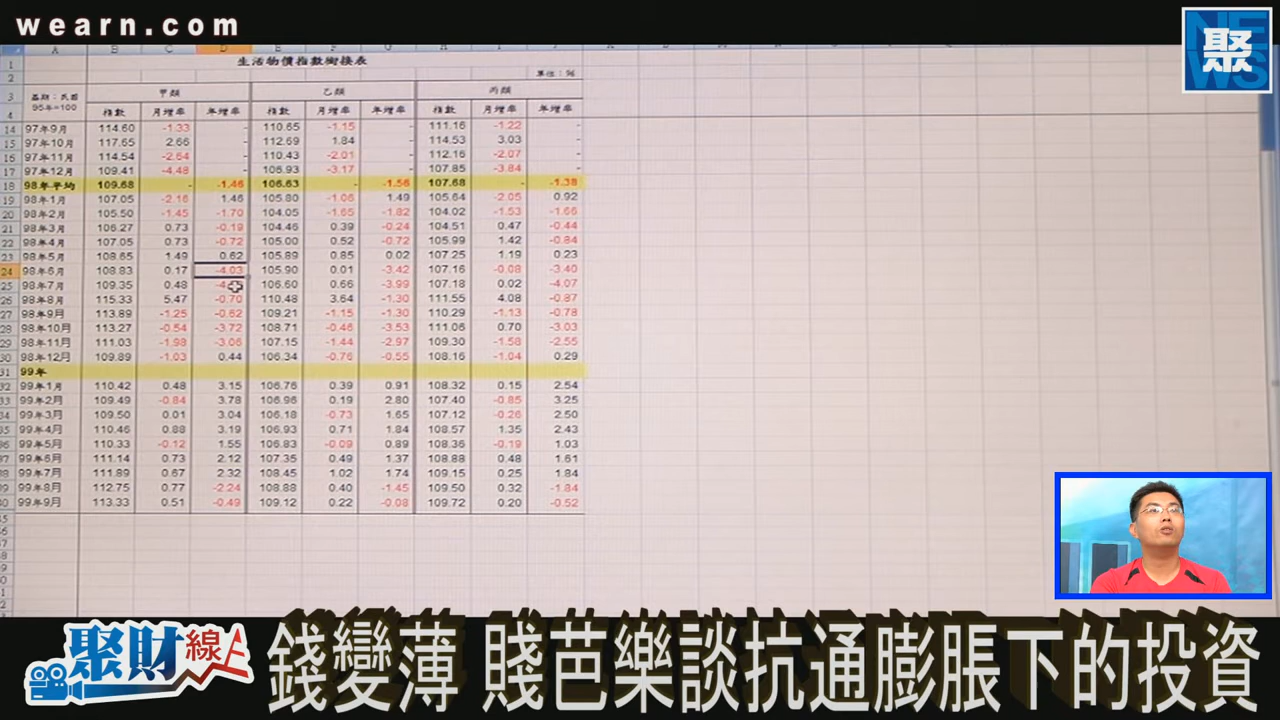 wearn.com
NEWS
聚
A B C D E F G H I J
1 生活物價指數銜接表
2 單位：%
3 基期：民國95年=100 甲類 乙類 丙類
4 指數 月增率 年增率 指數 月增率 年增率 指數 月增率 年增率
14 97年9月 114.60 -1.33 - 110.65 -1.15 - 111.16 -1.22 -
15 97年10月 117.65 2.66 - 112.69 1.84 - 114.53 3.03 -
16 97年11月 114.54 -2.64 - 110.43 -2.01 - 112.16 -2.07 -
17 97年12月 109.41 -4.48 - 106.93 -3.17 - 107.85 -3.84 -
18 98年平均 109.68 - -1.46 106.63 - -1.56 107.68 - -1.38
19 98年1月 107.05 -2.16 1.46 105.80 -1.06 1.49 105.64 -2.05 0.92
20 98年2月 105.50 -1.45 -1.70 104.05 -1.65 -1.82 104.02 -1.53 -1.66
21 98年3月 106.27 0.73 -0.19 104.46 0.39 -0.24 104.51 0.47 -0.44
22 98年4月 107.05 0.73 -0.72 105.00 0.52 -0.72 105.99 1.42 -0.84
23 98年5月 108.65 1.49 0.62 105.89 0.85 0.02 107.25 1.19 0.23
24 98年6月 108.83 0.17 -4.03 105.90 0.01 -3.42 107.16 -0.08 -3.40
25 98年7月 109.35 0.48 106.60 0.66 -3.99 107.18 0.02 -4.07
26 98年8月 115.33 5.47 -0.70 110.48 3.64 -1.30 111.55 4.08 -0.87
27 98年9月 113.89 -1.25 -0.62 109.21 -1.15 -1.30 110.29 -1.13 -0.78
28 98年10月 113.27 -0.54 -3.72 108.71 -0.46 -3.53 111.06 0.70 -3.03
29 98年11月 111.03 -1.98 -3.06 107.15 -1.44 -2.97 109.30 -1.58 -2.55
30 98年12月 109.89 -1.03 0.44 106.34 -0.76 -0.55 108.16 -1.04 0.29
31 99年
32 99年1月 110.42 0.48 3.15 106.76 0.39 0.91 108.32 0.15 2.54
33 99年2月 109.49 -0.84 3.78 106.96 0.19 2.80 107.40 -0.85 3.25
34 99年3月 109.50 0.01 3.04 106.18 -0.73 1.65 107.12 -0.26 2.50
35 99年4月 110.46 0.88 3.19 106.93 0.71 1.84 108.57 1.35 2.43
36 99年5月 110.33 -0.12 1.55 106.83 -0.09 0.89 108.36 -0.19 1.03
37 99年6月 111.14 0.73 2.12 107.35 0.49 1.37 108.88 0.48 1.61
38 99年7月 111.89 0.67 2.32 108.45 1.02 1.74 109.15 0.25 1.84
39 99年8月 112.75 0.77 -2.24 108.88 0.40 -1.45 109.50 0.32 -1.84
40 99年9月 113.33 0.51 -0.49 109.12 0.22 -0.08 109.72 0.20 -0.52
聚財線上
錢變薄 賤芭樂談抗通膨脹下的投資